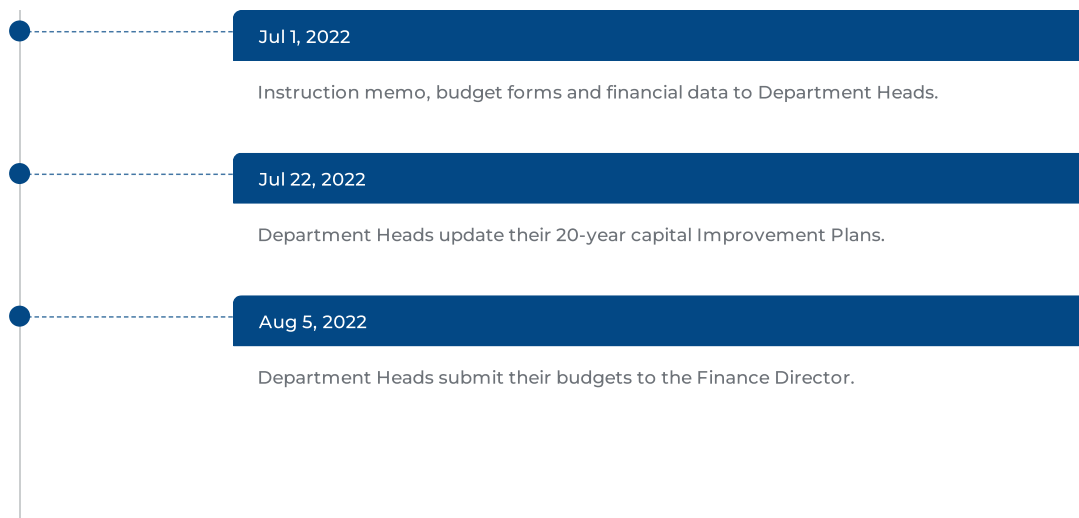 Jul 1, 2022
Instruction memo, budget forms and financial data to Department Heads.
Jul 22, 2022
Department Heads update their 20-year capital Improvement Plans.
Aug 5, 2022
Department Heads submit their budgets to the Finance Director.